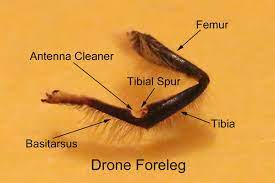 Femur
Antenna Cleaner
Tibial Spur
Basitarsus
Tibia
Drone Foreleg